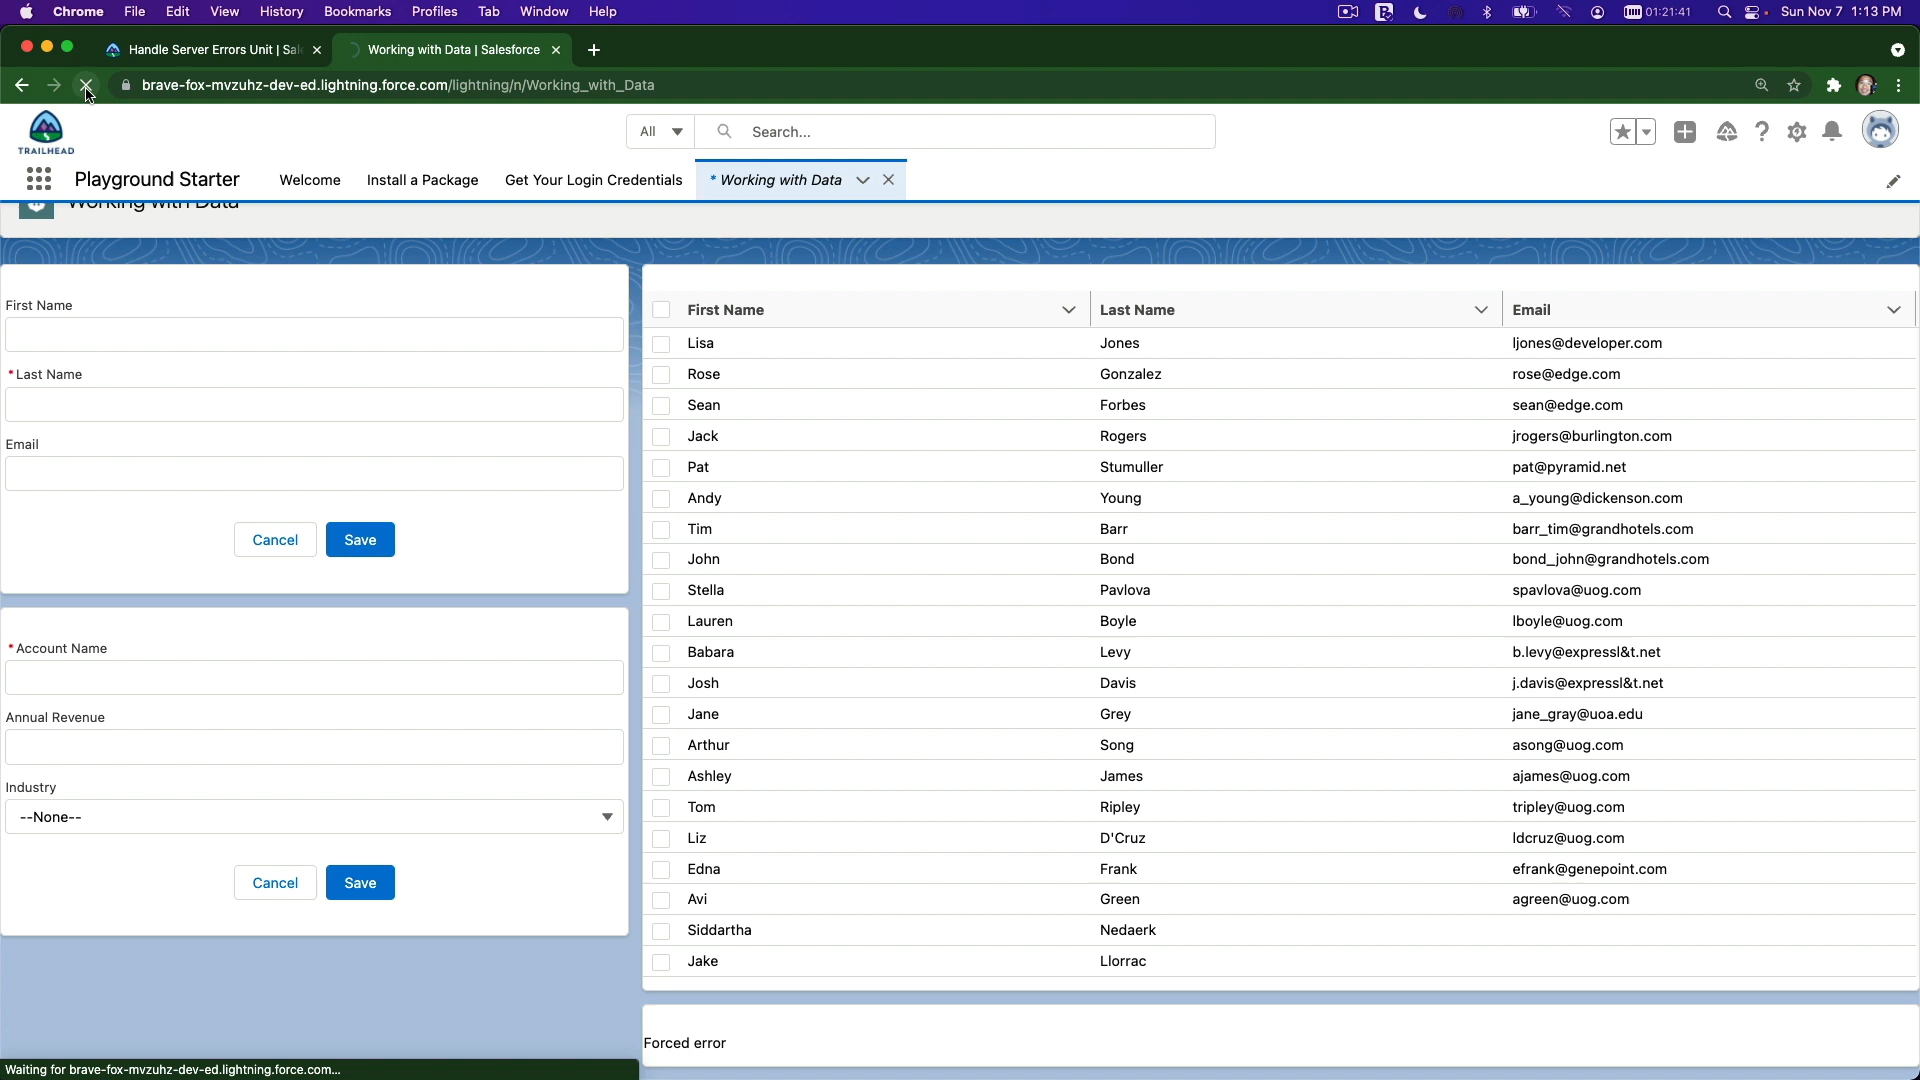 Chrome File Edit View History Bookmarks Profiles Tab Window Help 01:21:41 Sun Nov 7 1:13 PM
Handle Server Errors Unit | Sal Working with Data | Salesforce
brave-fox-mvzuhz-dev-ed.lightning.force.com/lightning/n/Working_with_Data
TRAILHEAD
All Search...
Playground Starter Welcome Install a Package Get Your Login Credentials * Working with Data
Working with Data
First Name
* Last Name
Email
Cancel Save
* Account Name
Annual Revenue
Industry
--None--
Cancel Save
First Name Last Name Email
Lisa Jones ljones@developer.com
Rose Gonzalez rose@edge.com
Sean Forbes sean@edge.com
Jack Rogers jrogers@burlington.com
Pat Stumuller pat@pyramid.net
Andy Young a_young@dickenson.com
Tim Barr barr_tim@grandhotels.com
John Bond bond_john@grandhotels.com
Stella Pavlova spavlova@uog.com
Lauren Boyle lboyle@uog.com
Babara Levy b.levy@expressl&t.net
Josh Davis j.davis@expressl&t.net
Jane Grey jane_gray@uoa.edu
Arthur Song asong@uog.com
Ashley James ajames@uog.com
Tom Ripley tripley@uog.com
Liz D'Cruz ldcruz@uog.com
Edna Frank efrank@genepoint.com
Avi Green agreen@uog.com
Siddartha Nedaerk
Jake Llorrac
Forced error
Waiting for brave-fox-mvzuhz-dev-ed.lightning.force.com...